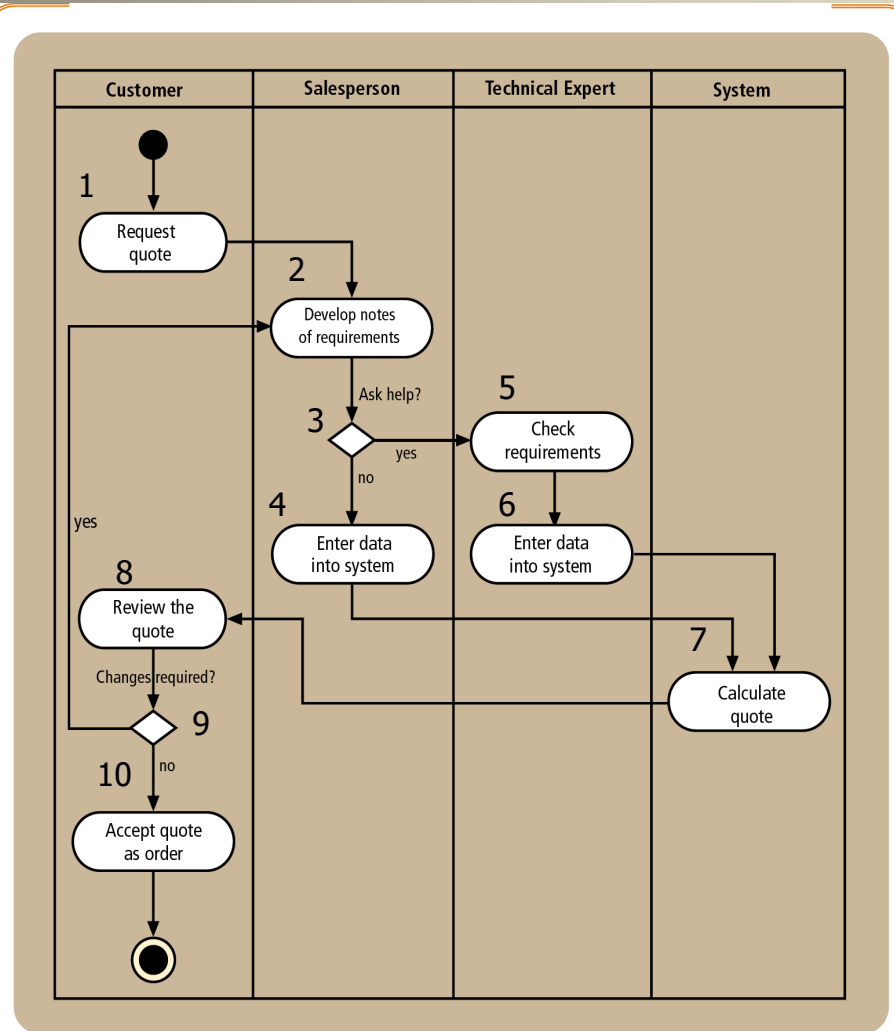 Customer
Salesperson
Technical Expert
System
1
Request
quote
2
Develop notes
of requirements
Ask help?
3
yes
no
5
Check
requirements
4
Enter data
into system
6
Enter data
into system
yes
7
Calculate
quote
8
Review the
quote
Changes required?
9
no
10
Accept quote
as order